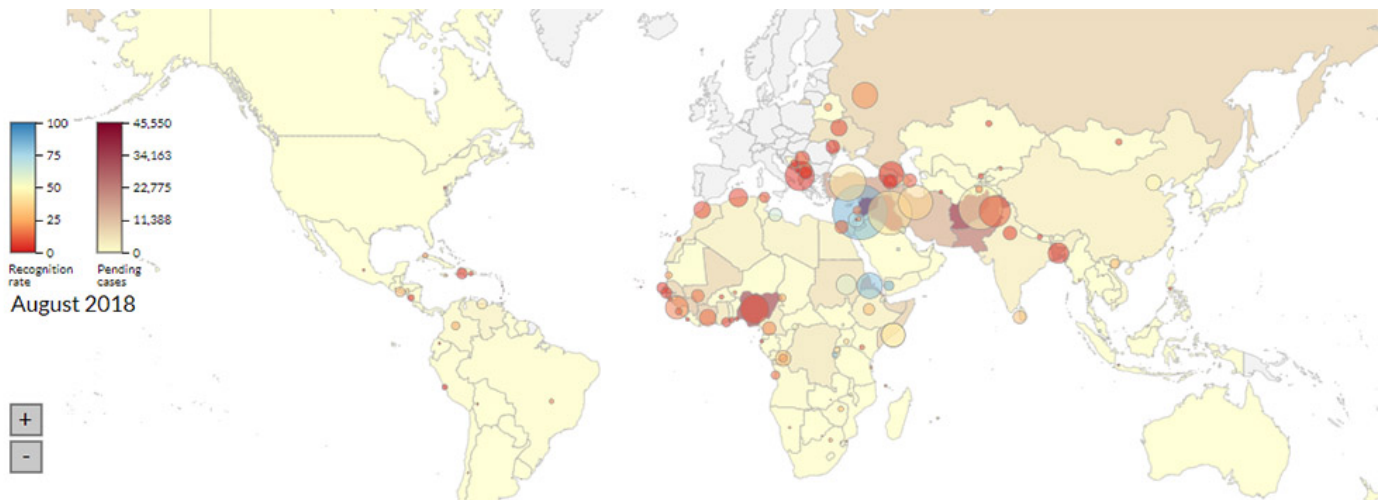 100
75
50
25
0
Recognition
rate
45,550
34,163
22,775
11,388
0
Pending
cases
August 2018
+
-